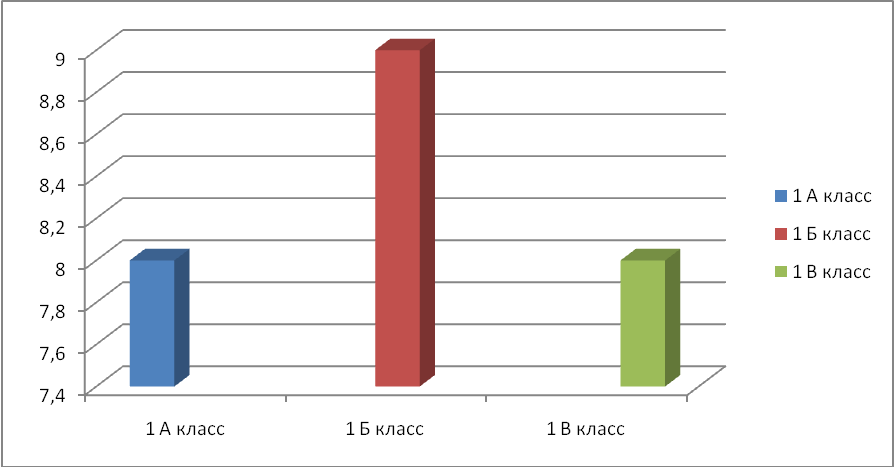 9
8,8
8,6
8,4
8,2
8
7,8
7,6
7,4
1 А класс
1 Б класс
1 В класс
1 А класс
1 Б класс
1 В класс